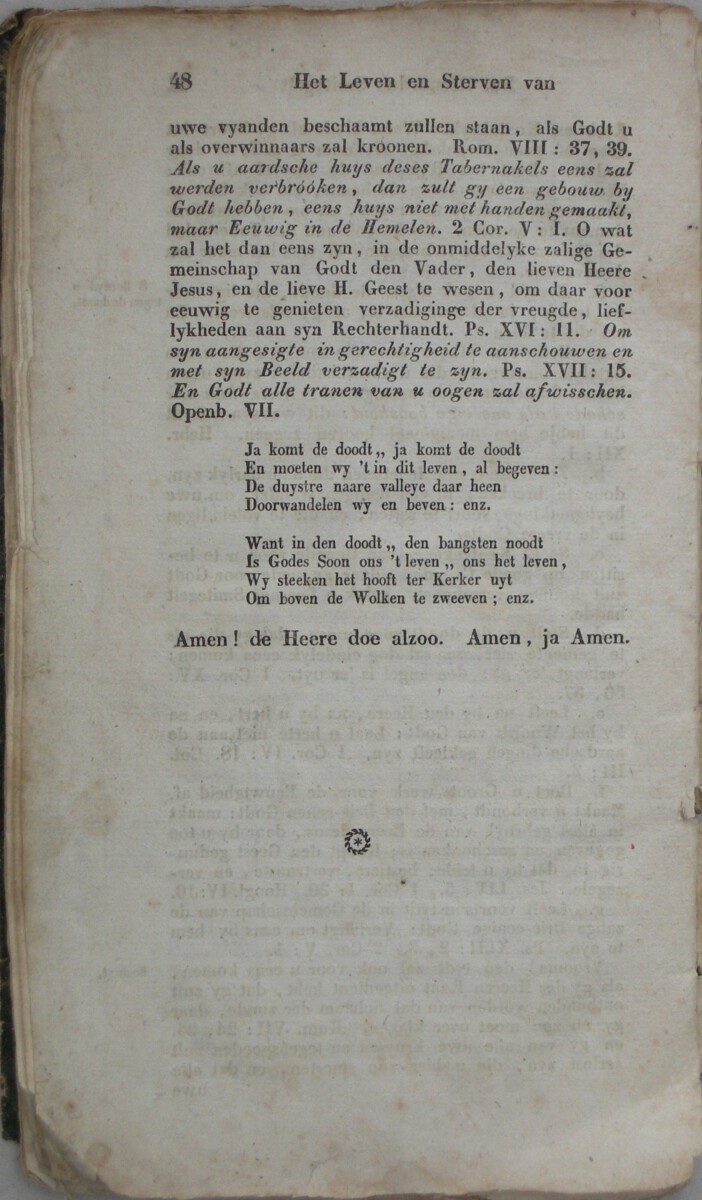 48 Het Leven en Sterven van
uwe vyanden beschaamt zullen staan, als Godt u
als overwinnaars zal kroonen. Rom. VIII: 37, 39.
Als u aardsche huys deses Tabernakels eens zal
werden verbróóken, dan zult gy een gebouw by
Godt hebben, eens huys niet met handen gemaakt,
maar Eeuwig in de Hemelen. 2 Cor. V: I. O wat
zal het dan eens zyn, in de onmiddelyke zalige Ge-
meinschap van Godt den Vader, den lieven Heere
Jesus, en de lieve H. Geest te wesen, om daar voor
eeuwig te genieten verzadiginge der vreugde, lief-
lykheden aan syn Rechterhandt. Ps. XVI: 11. Om
syn aangesigte in gerechtigheid te aanschouwen en
met syn Beeld verzadigt te zyn. Ps. XVII: 15.
En Godt alle tranen van u oogen zal afwisschen.
Openb. VII.
Ja komt de doodt,, ja komt de doodt
En moeten wy 't in dit leven, al begeven:
De duystre naare valleye daar heen
Doorwandelen wy en beven: enz.
Want in den doodt,, den bangsten noodt
Is Godes Soon ons 't leven,, ons het leven,
Wy steeken het hooft ter Kerker uyt
Om boven de Wolken te zweeven; enz.
Amen! de Heere doe alzoo. Amen, ja Amen.